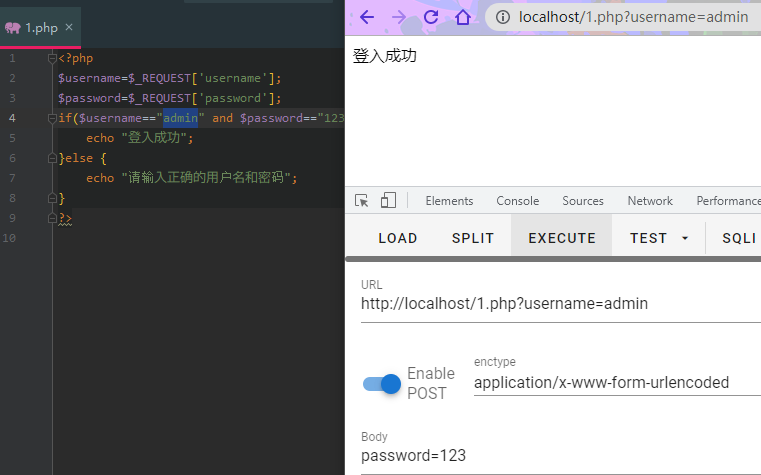 1.php
1 <?php
2 $username=$_REQUEST['username'];
3 $password=$_REQUEST['password'];
4 if($username=="admin" and $password=="123
5 echo "登入成功";
6 }else {
7 echo "请输入正确的用户名和密码";
8 }
9 ?>
10
localhost/1.php?username=admin
登入成功
Elements Console Sources Network Performance
LOAD SPLIT EXECUTE TEST SQLI
URL
http://localhost/1.php?username=admin
Enable
POST
enctype
application/x-www-form-urlencoded
Body
password=123